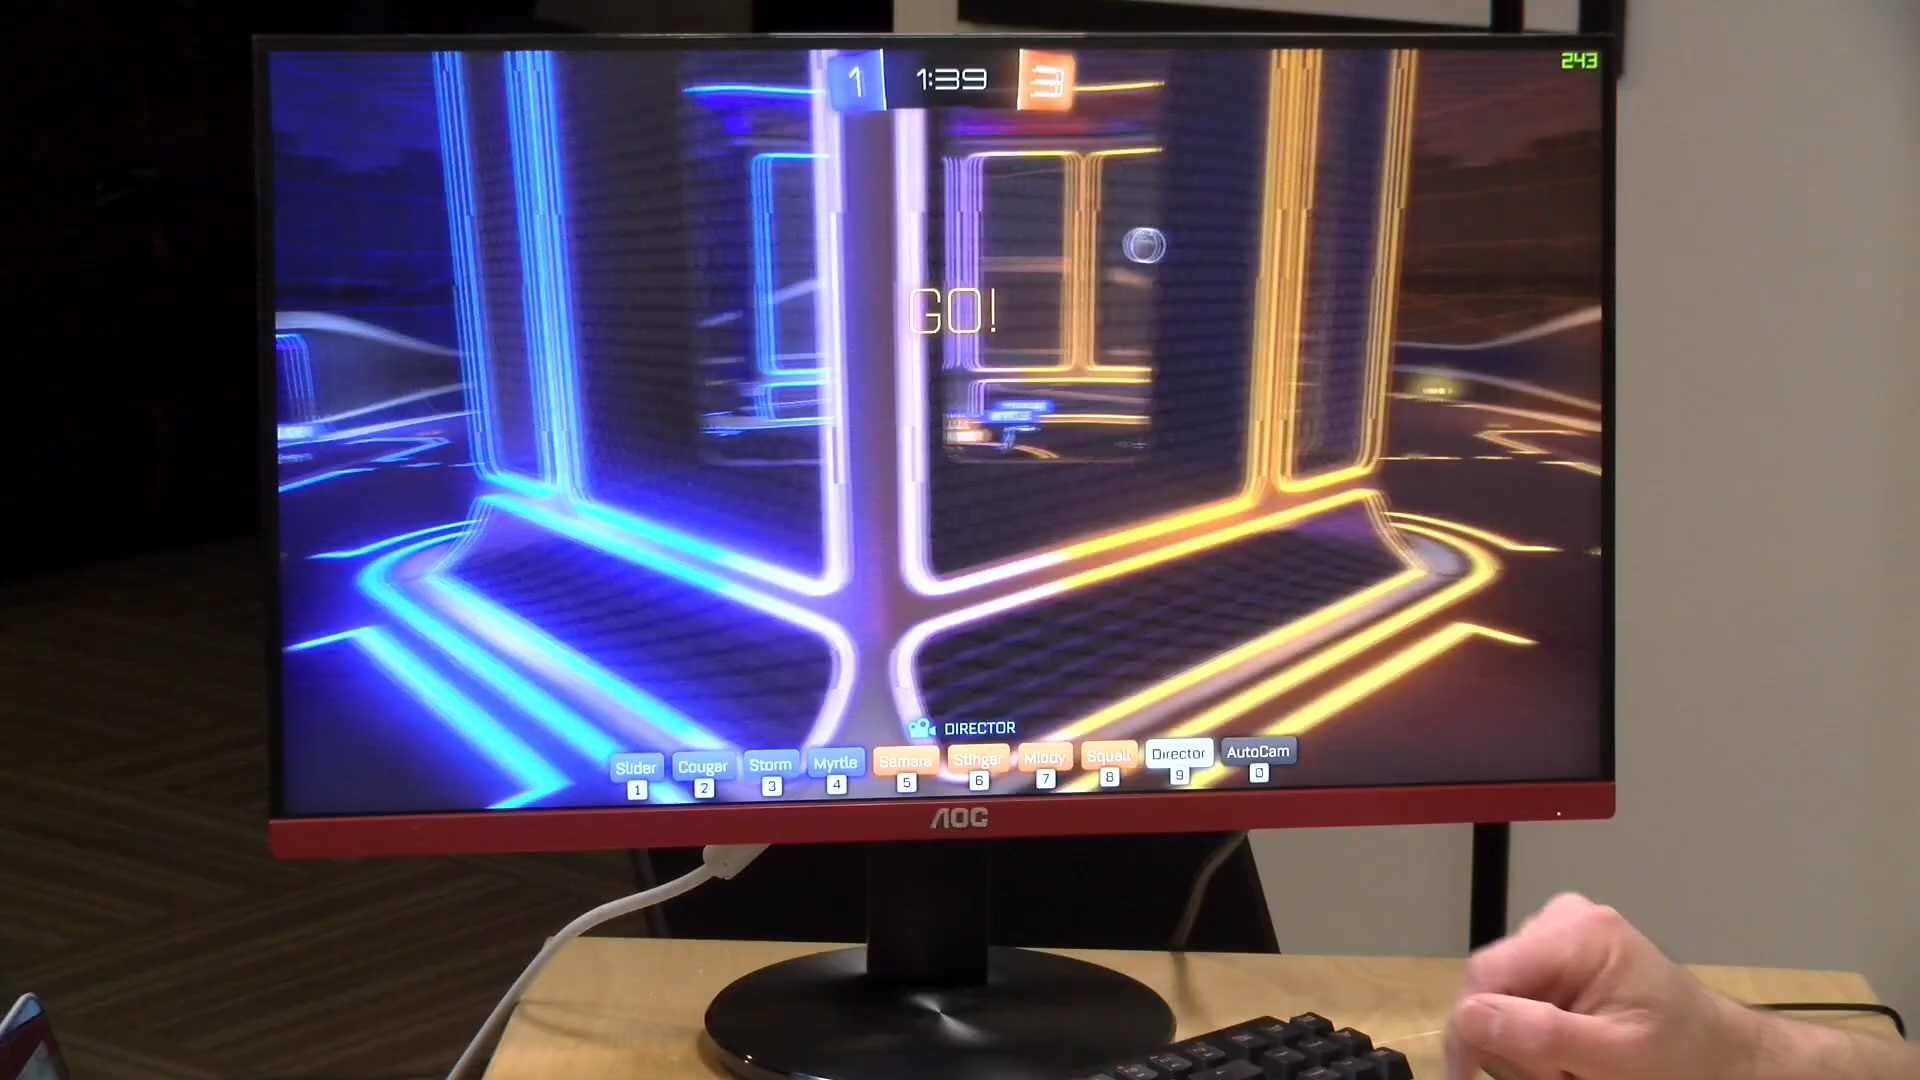 1 1:39 3
243
GO!
DIRECTOR
Slider Cougar Storm Myrtle Samara Stinger Middy Squall Director AutoCam
1 2 3 4 5 6 7 8 9 0
AOC